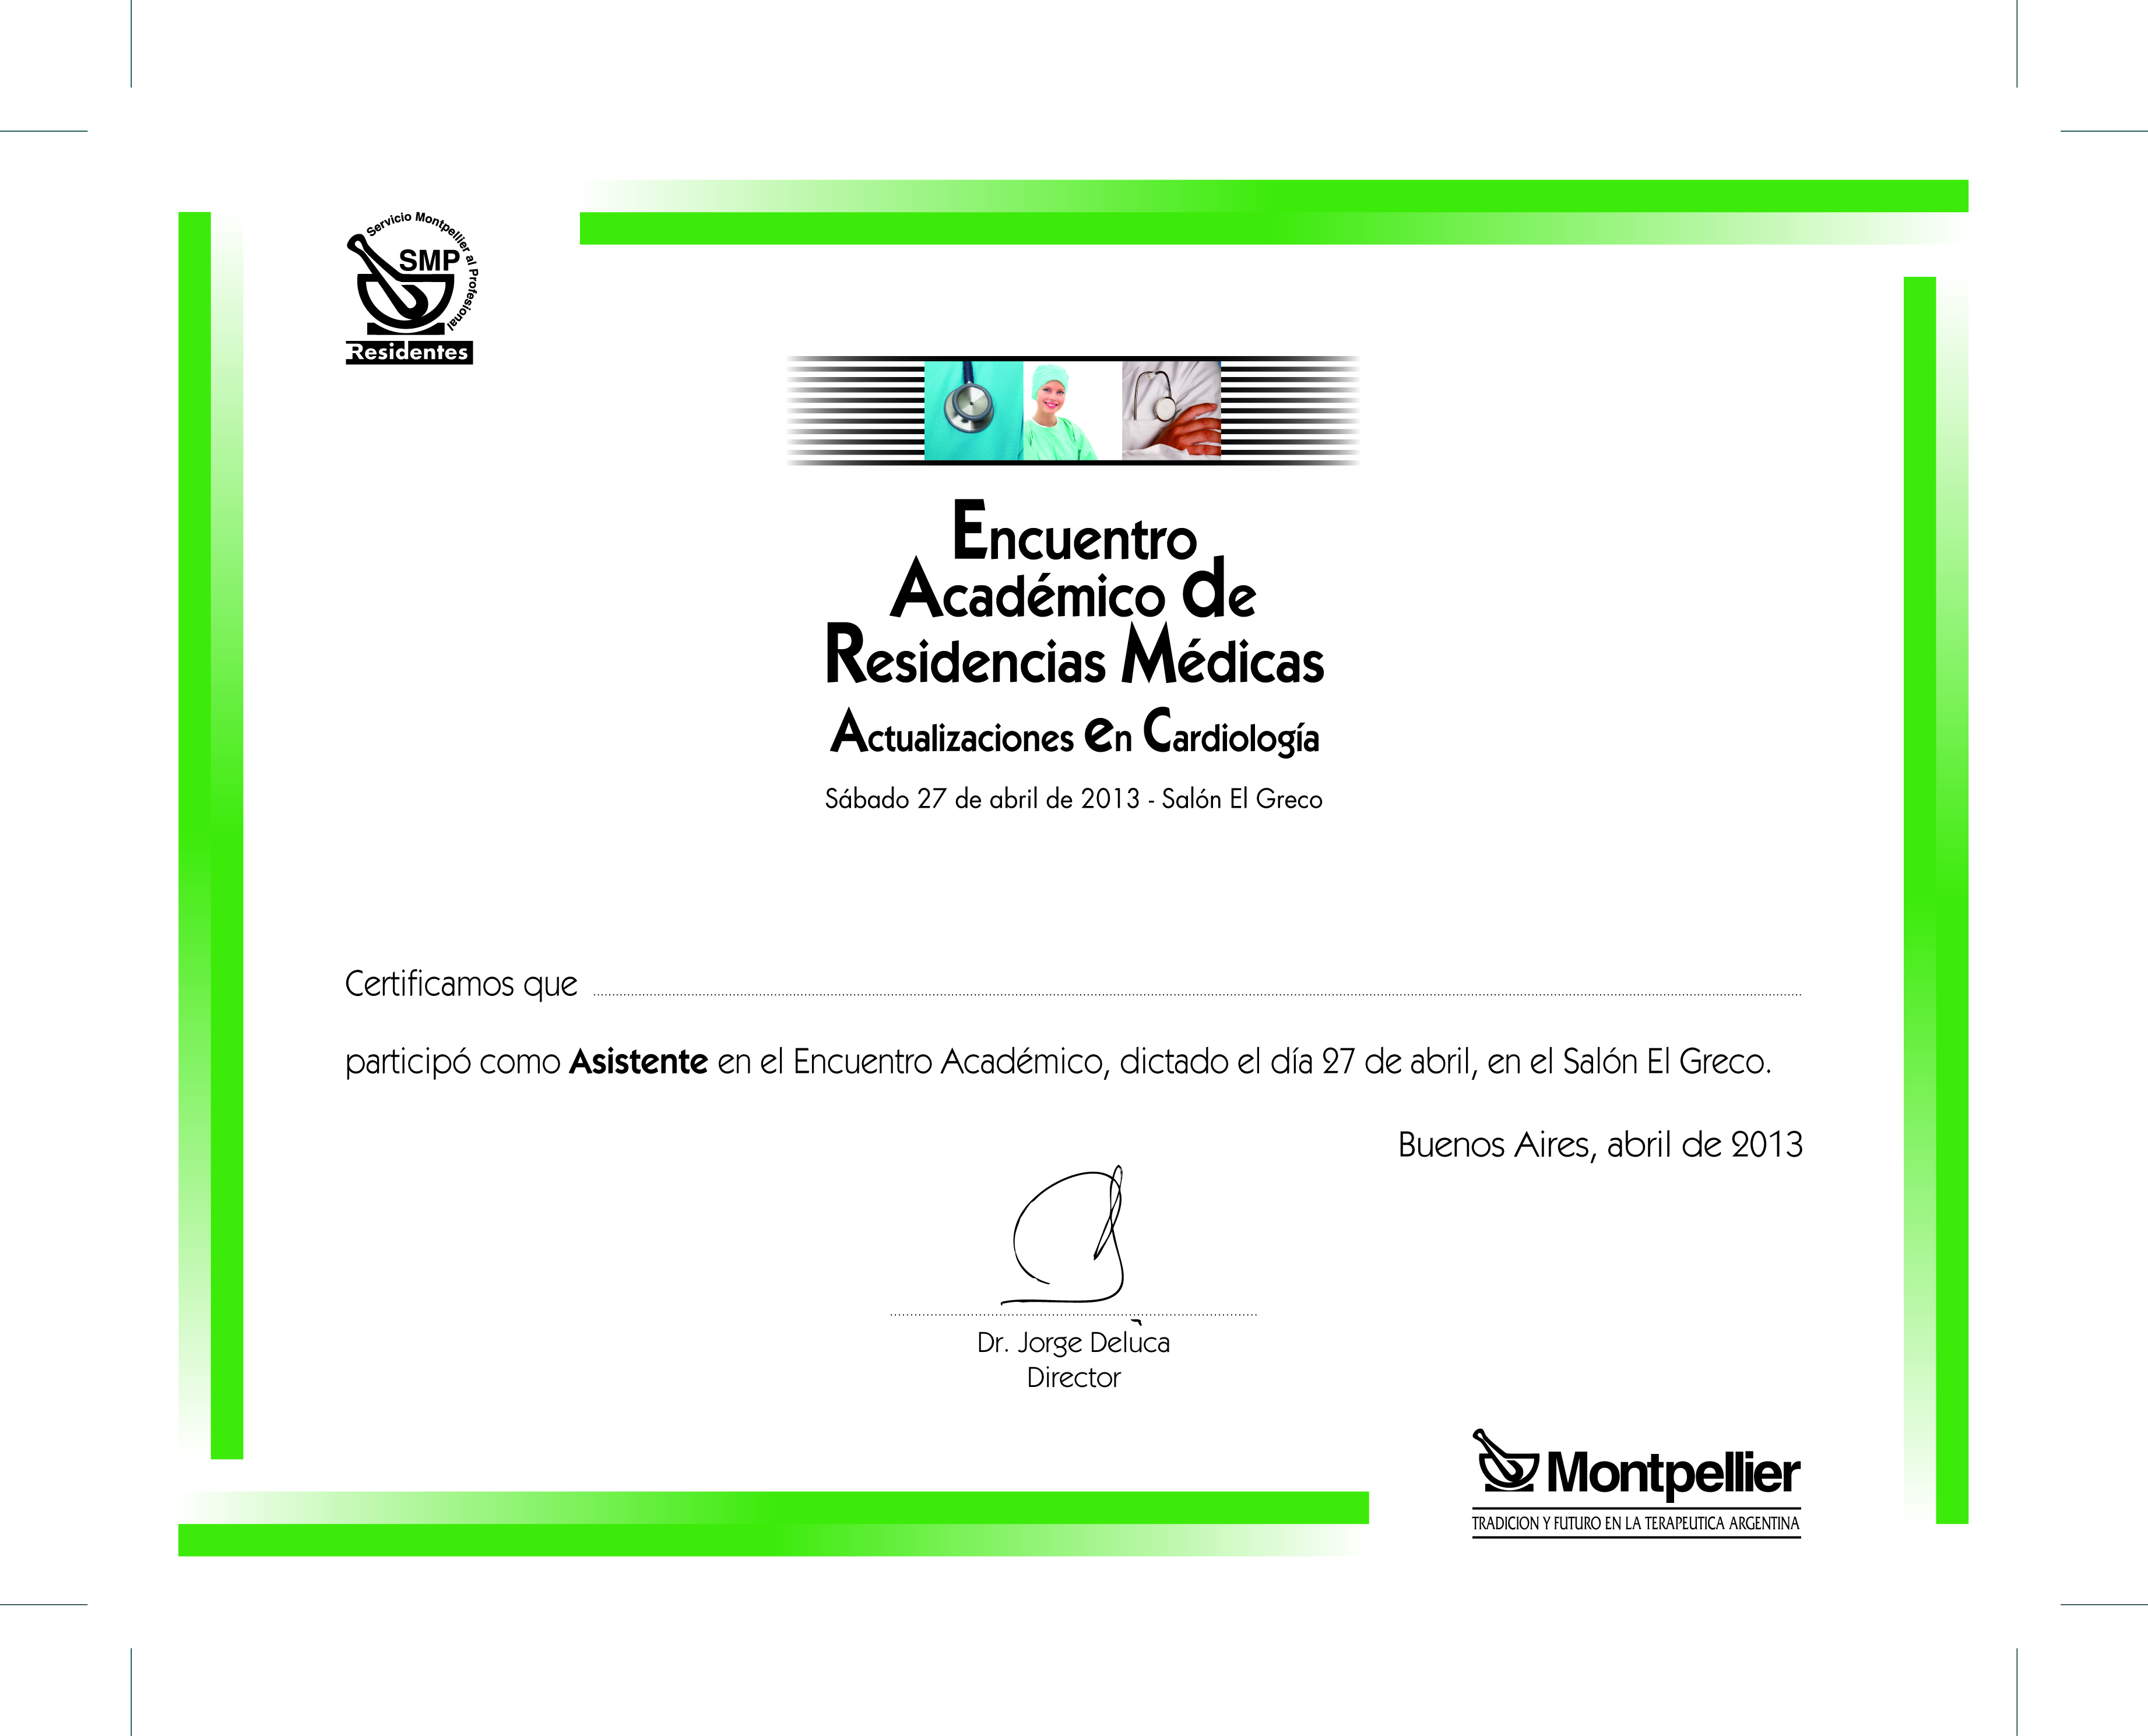 Servicio Montpellier al Profesional
SMP
Residentes
Encuentro
Académico de
Residencias Médicas
Actualizaciones en Cardiología
Sábado 27 de abril de 2013 - Salón El Greco
Certificamos que
participó como Asistente en el Encuentro Académico, dictado el día 27 de abril, en el Salón El Greco.
Buenos Aires, abril de 2013
Dr. Jorge Deluca
Director
Montpellier
TRADICION Y FUTURO EN LA TERAPEUTICA ARGENTINA